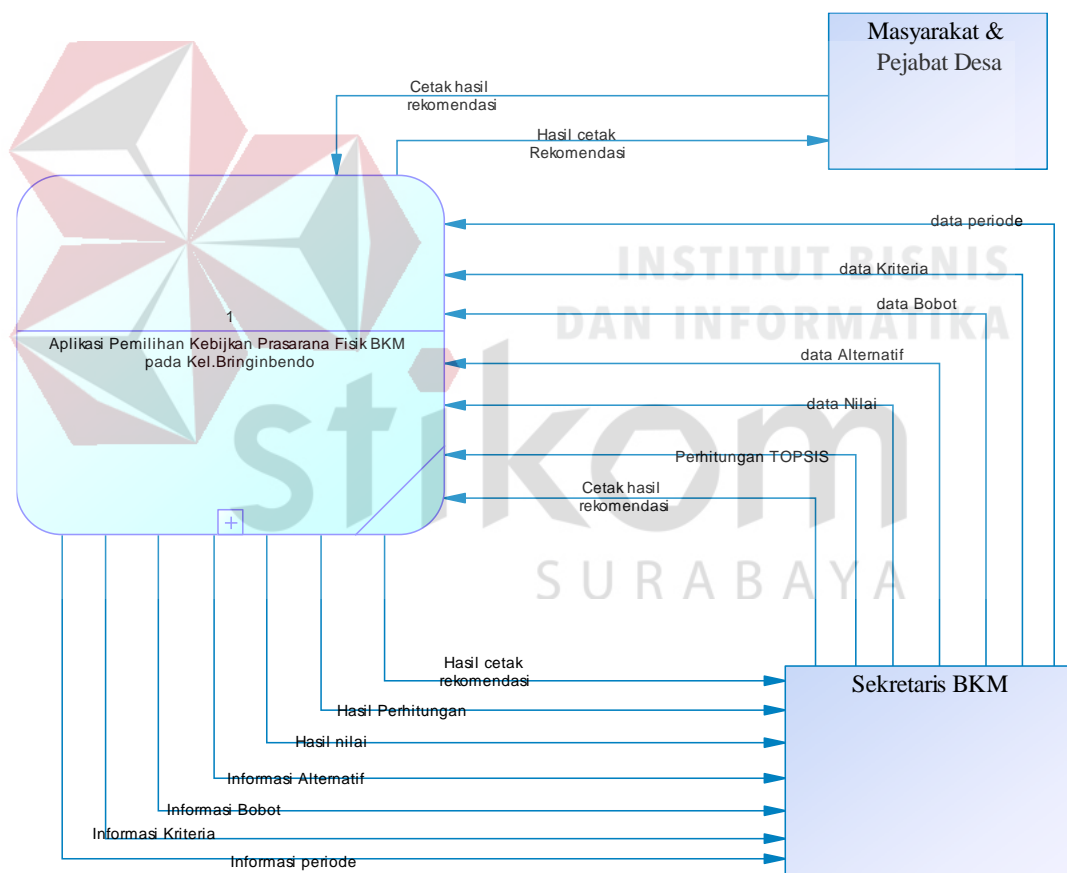 Masyarakat &
Pejabat Desa
Cetak hasil
rekomendasi
Hasil cetak
Rekomendasi
data periode
INSTITUT BISNIS
data Kriteria
DAN INFORMATIKA
data Bobot
1
Aplikasi Pemilihan Kebijkan Prasarana Fisik BKM
pada Kel.Bringinbendo
data Alternatif
stikom
data Nilai
Perhitungan TOPSIS
Cetak hasil
rekomendasi
SURABAYA
Hasil cetak
rekomendasi
Sekretaris BKM
Hasil Perhitungan
Hasil nilai
Informasi Alternatif
Informasi Bobot
Informasi Kriteria
Informasi periode